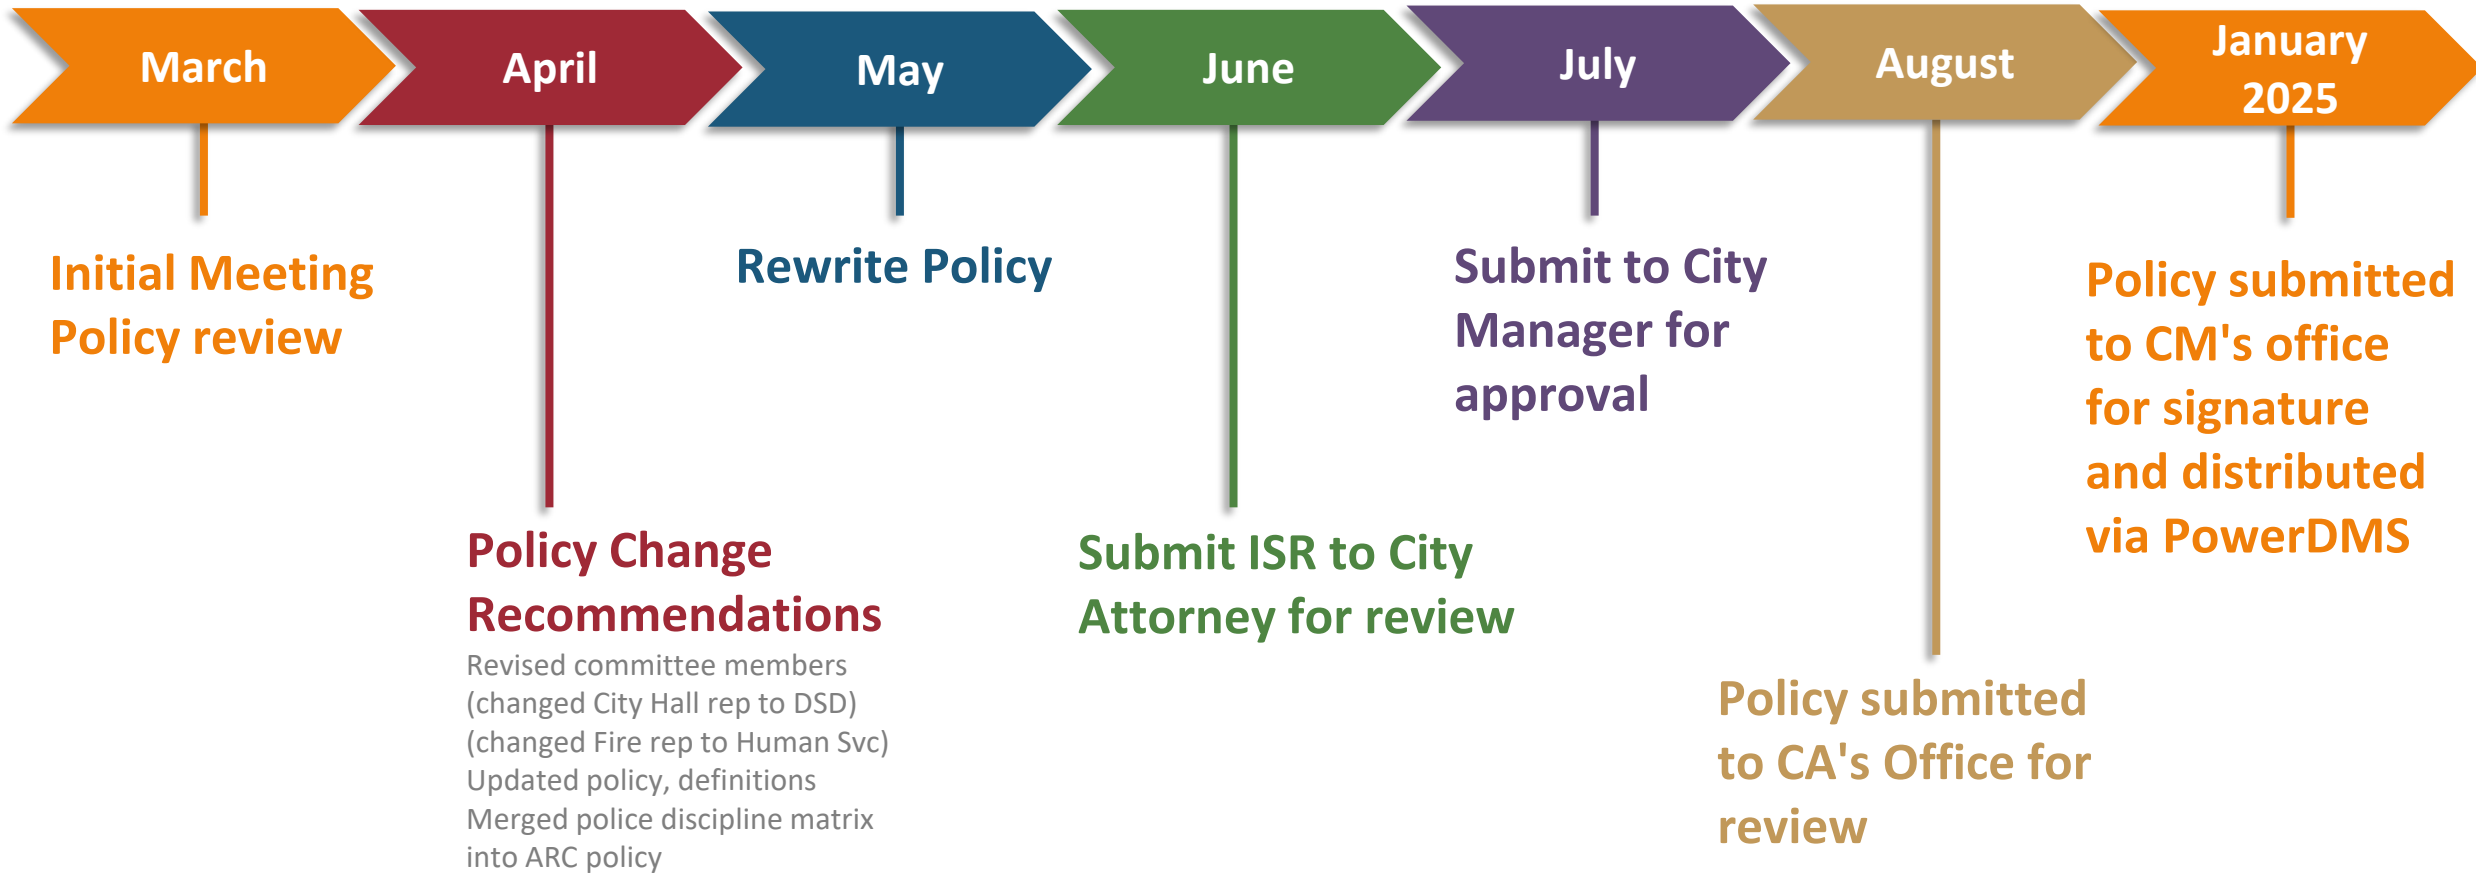 March
April
May
June
July
August
January
2025
Initial Meeting
Policy review
Policy Change
Recommendations
Revised committee members
(changed City Hall rep to DSD)
(changed Fire rep to Human Svc)
Updated policy, definitions
Merged police discipline matrix
into ARC policy
Rewrite Policy
Submit ISR to City
Attorney for review
Submit to City
Manager for
approval
Policy submitted
to CA's Office for
review
Policy submitted
to CM's office
for signature
and distributed
via PowerDMS